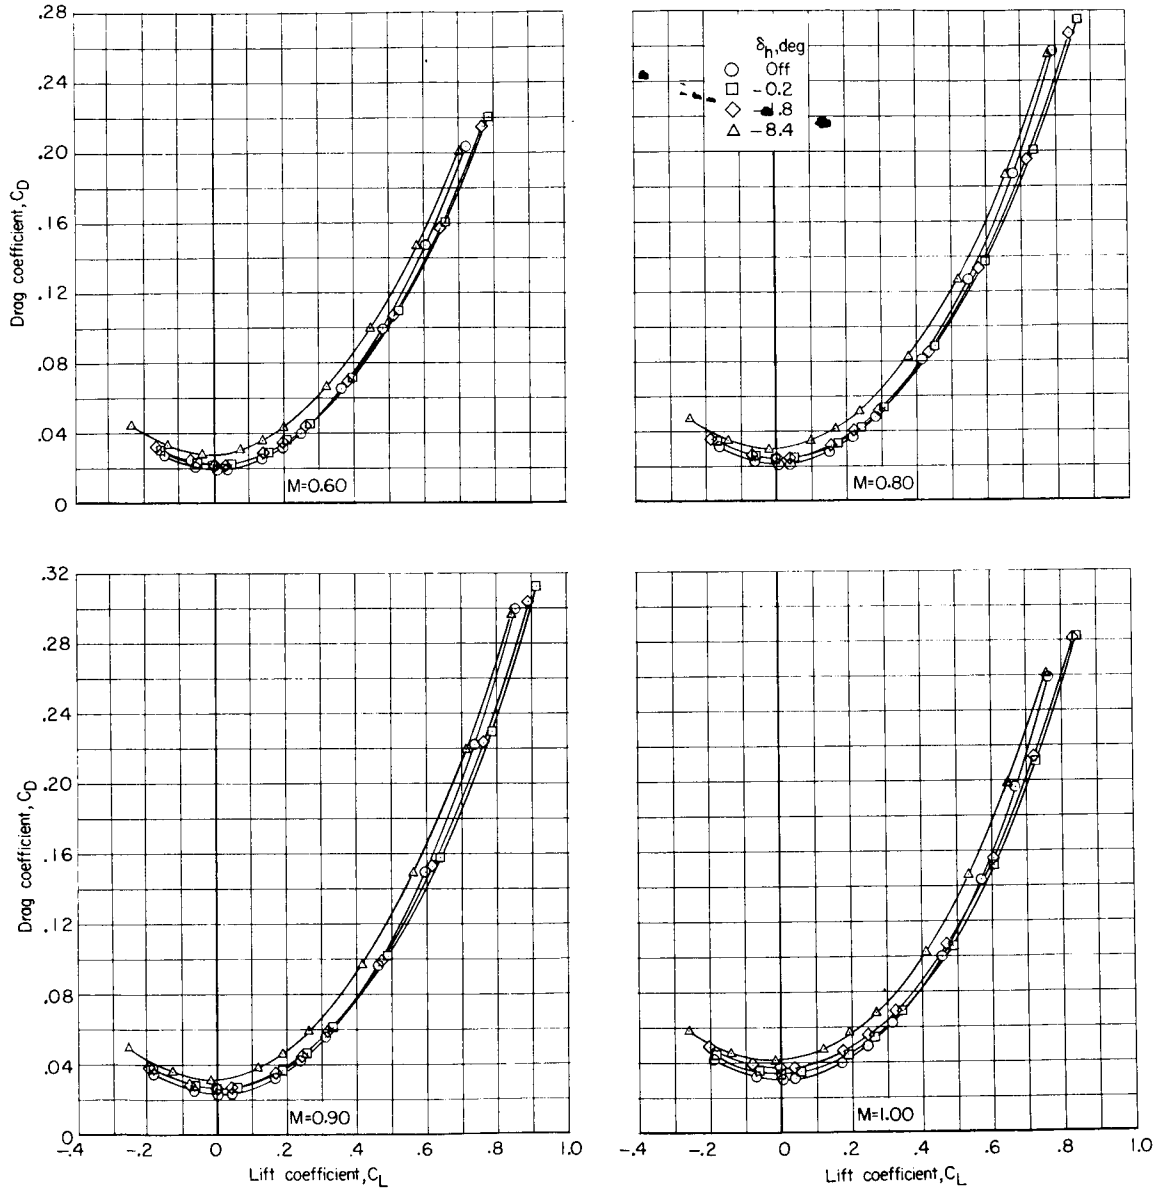 .28
.24
.20
.16
.12
.08
.04
0
Drag coefficient, C_D
M=0.60
δ_h, deg
Off
-0.2
-8.4
M=0.80
.32
.28
.24
.20
.16
.12
.08
.04
0
Drag coefficient, C_D
M=0.90
-.4 -.2 0 .2 .4 .6 .8 1.0
Lift coefficient, C_L
M=1.00
-.4 -.2 0 .2 .4 .6 .8 1.0
Lift coefficient, C_L